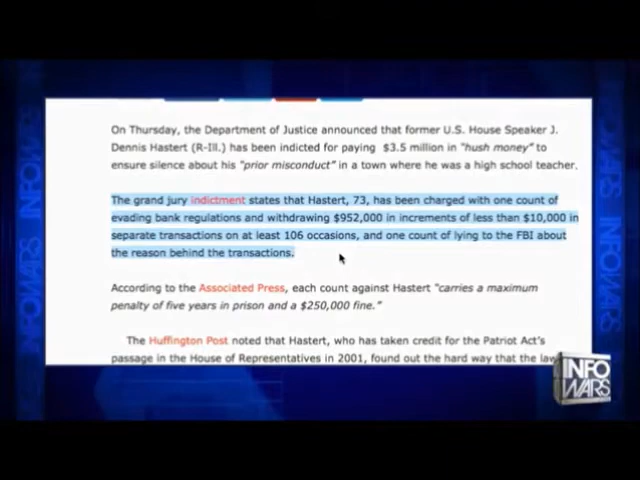 On Thursday, the Department of Justice announced that former U.S. House Speaker J.
Dennis Hastert (R-Ill.) has been indicted for paying $3.5 million in "hush money" to
ensure silence about his "prior misconduct" in a town where he was a high school teacher.
The grand jury indictment states that Hastert, 73, has been charged with one count of
evading bank regulations and withdrawing $952,000 in increments of less than $10,000 in
separate transactions on at least 106 occasions, and one count of lying to the FBI about
the reason behind the transactions.
According to the Associated Press, each count against Hastert "carries a maximum
penalty of five years in prison and a $250,000 fine."
The Huffington Post noted that Hastert, who has taken credit for the Patriot Act's
passage in the House of Representatives in 2001, found out the hard way that the law
INFO
WARS
INFOWARS
INFOWARS